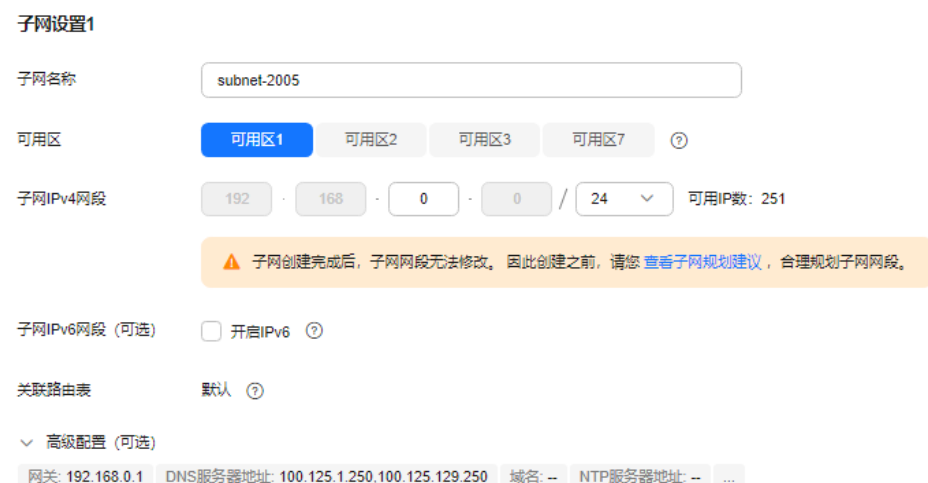 子网设置1
子网名称 subnet-2005
可用区 可用区1 可用区2 可用区3 可用区7 ?
子网IPv4网段 192 · 168 · 0 · 0 / 24 可用IP数：251
子网创建完成后，子网网段无法修改。因此创建之前，请您 查看子网规划建议 ，合理规划子网网段。
子网IPv6网段（可选） 开启IPv6 ?
关联路由表 默认 ?
高级配置（可选）
网关: 192.168.0.1 DNS服务器地址: 100.125.1.250,100.125.129.250 域名: -- NTP服务器地址: -- ...